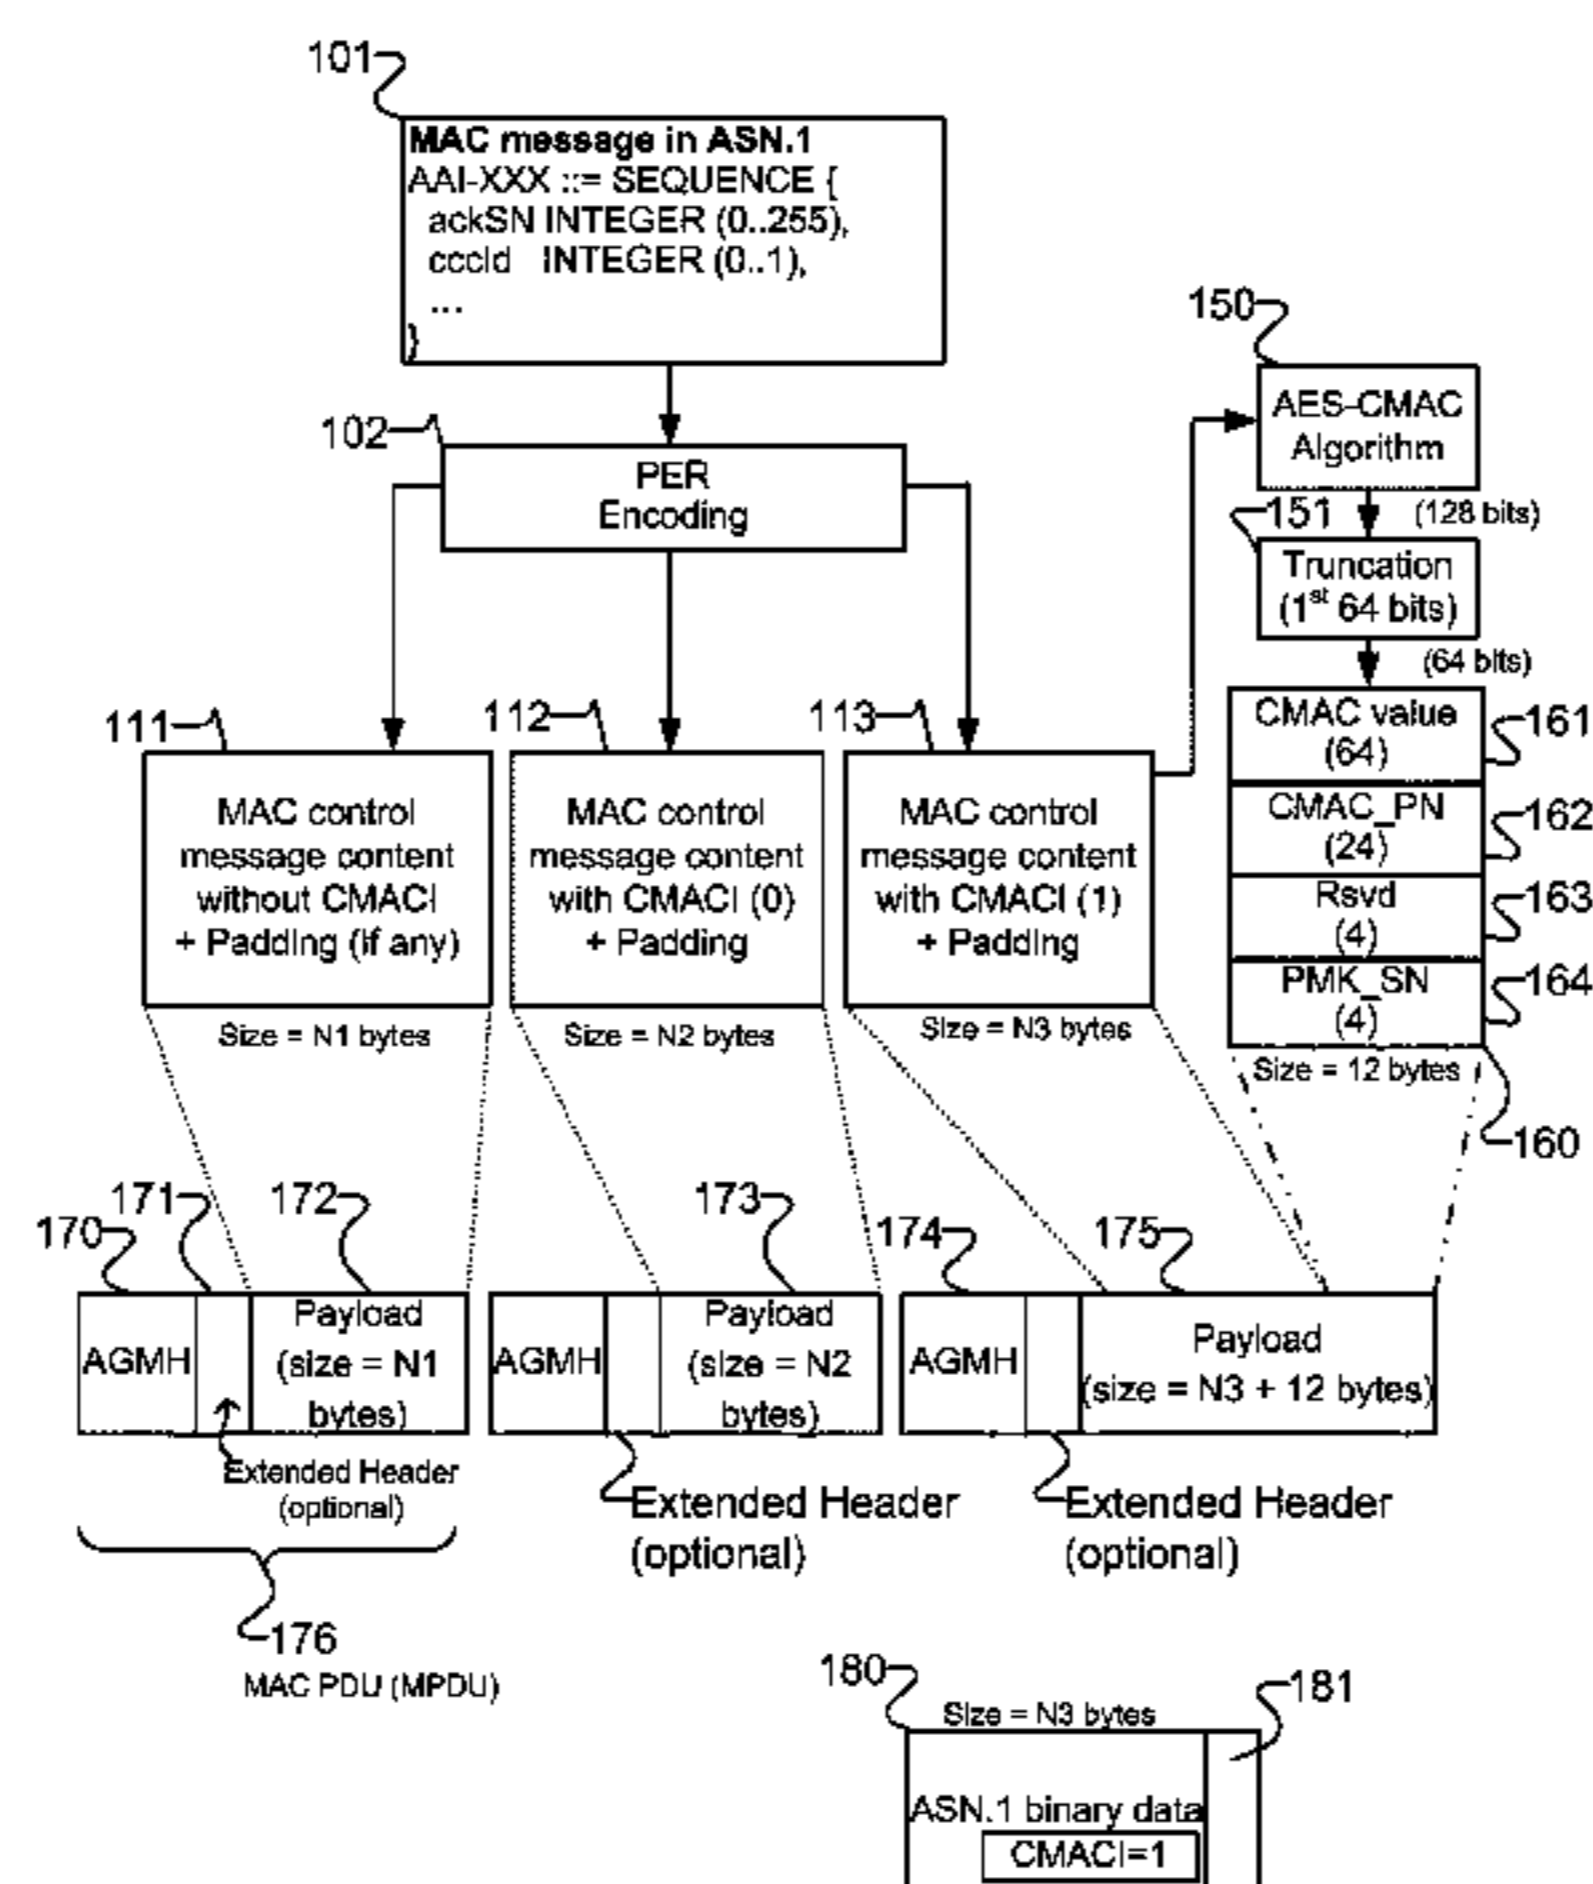 101
MAC message in ASN.1
AAI-XXX ::= SEQUENCE {
ackSN INTEGER (0..255),
cccId INTEGER (0..1),
...
}
102
PER
Encoding
150
AES-CMAC
Algorithm
151
(128 bits)
Truncation
(1st 64 bits)
(64 bits)
CMAC value
(64)
161
CMAC_PN
(24)
162
Rsvd
(4)
163
PMK_SN
(4)
164
Size = 12 bytes
160
111
MAC control
message content
without CMACI
+ Padding (if any)
Size = N1 bytes
112
MAC control
message content
with CMACI (0)
+ Padding
Size = N2 bytes
113
MAC control
message content
with CMACI (1)
+ Padding
Size = N3 bytes
170
171
172
AGMH
Payload
(size = N1
bytes)
Extended Header
(optional)
176
MAC PDU (MPDU)
173
AGMH
Payload
(size = N2
bytes)
Extended Header
(optional)
174
175
AGMH
Payload
(size = N3 + 12 bytes)
Extended Header
(optional)
180
Size = N3 bytes
181
ASN.1 binary data
CMACI=1